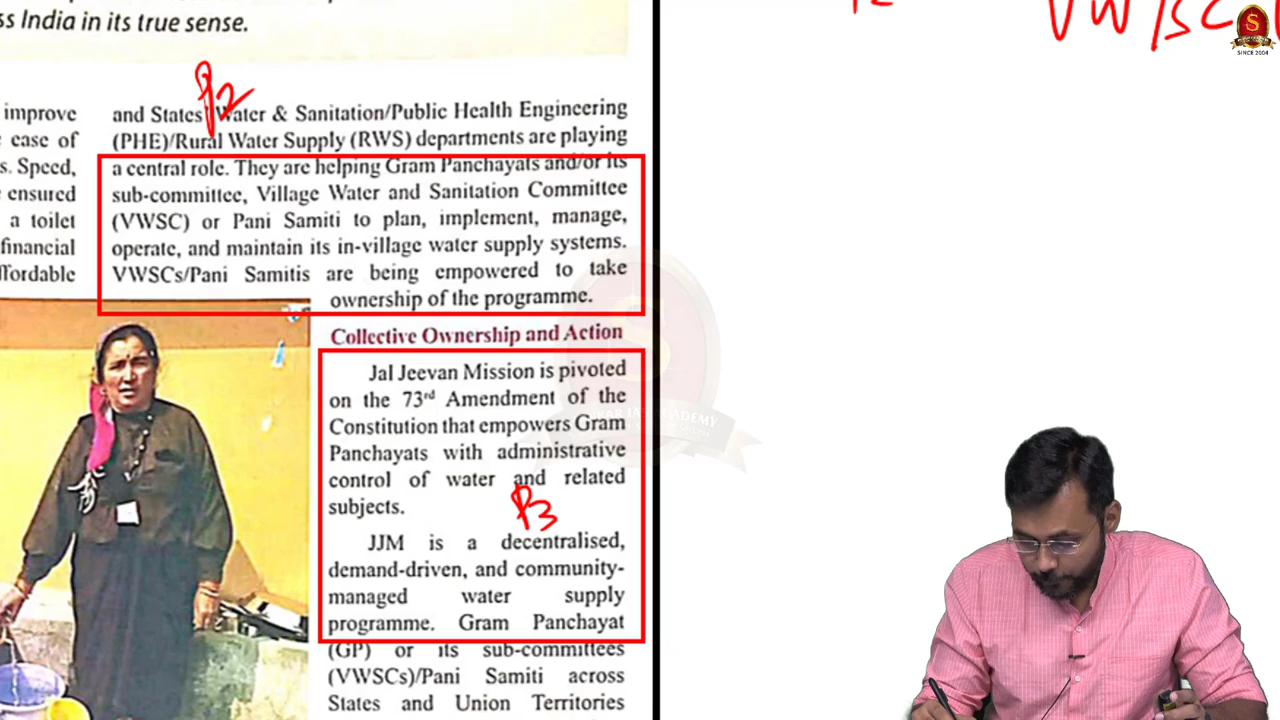 ss India in its true sense.
improve
ease of
s. Speed,
ensured
a toilet
financial
ffordable
and States' Water & Sanitation/Public Health Engineering
(PHE)/Rural Water Supply (RWS) departments are playing
a central role. They are helping Gram Panchayats and/or its
sub-committee, Village Water and Sanitation Committee
(VWSC) or Pani Samiti to plan, implement, manage,
operate, and maintain its in-village water supply systems.
VWSCs/Pani Samitis are being empowered to take
ownership of the programme.
Collective Ownership and Action
Jal Jeevan Mission is pivoted
on the 73rd Amendment of the
Constitution that empowers Gram
Panchayats with administrative
control of water and related
subjects.
JJM is a decentralised,
demand-driven, and community-
managed water supply
programme. Gram Panchayat
(GP) or its sub-committees
(VWSCs)/Pani Samiti across
States and Union Territories
P2
P3
VWSC
S
SINCE 2004